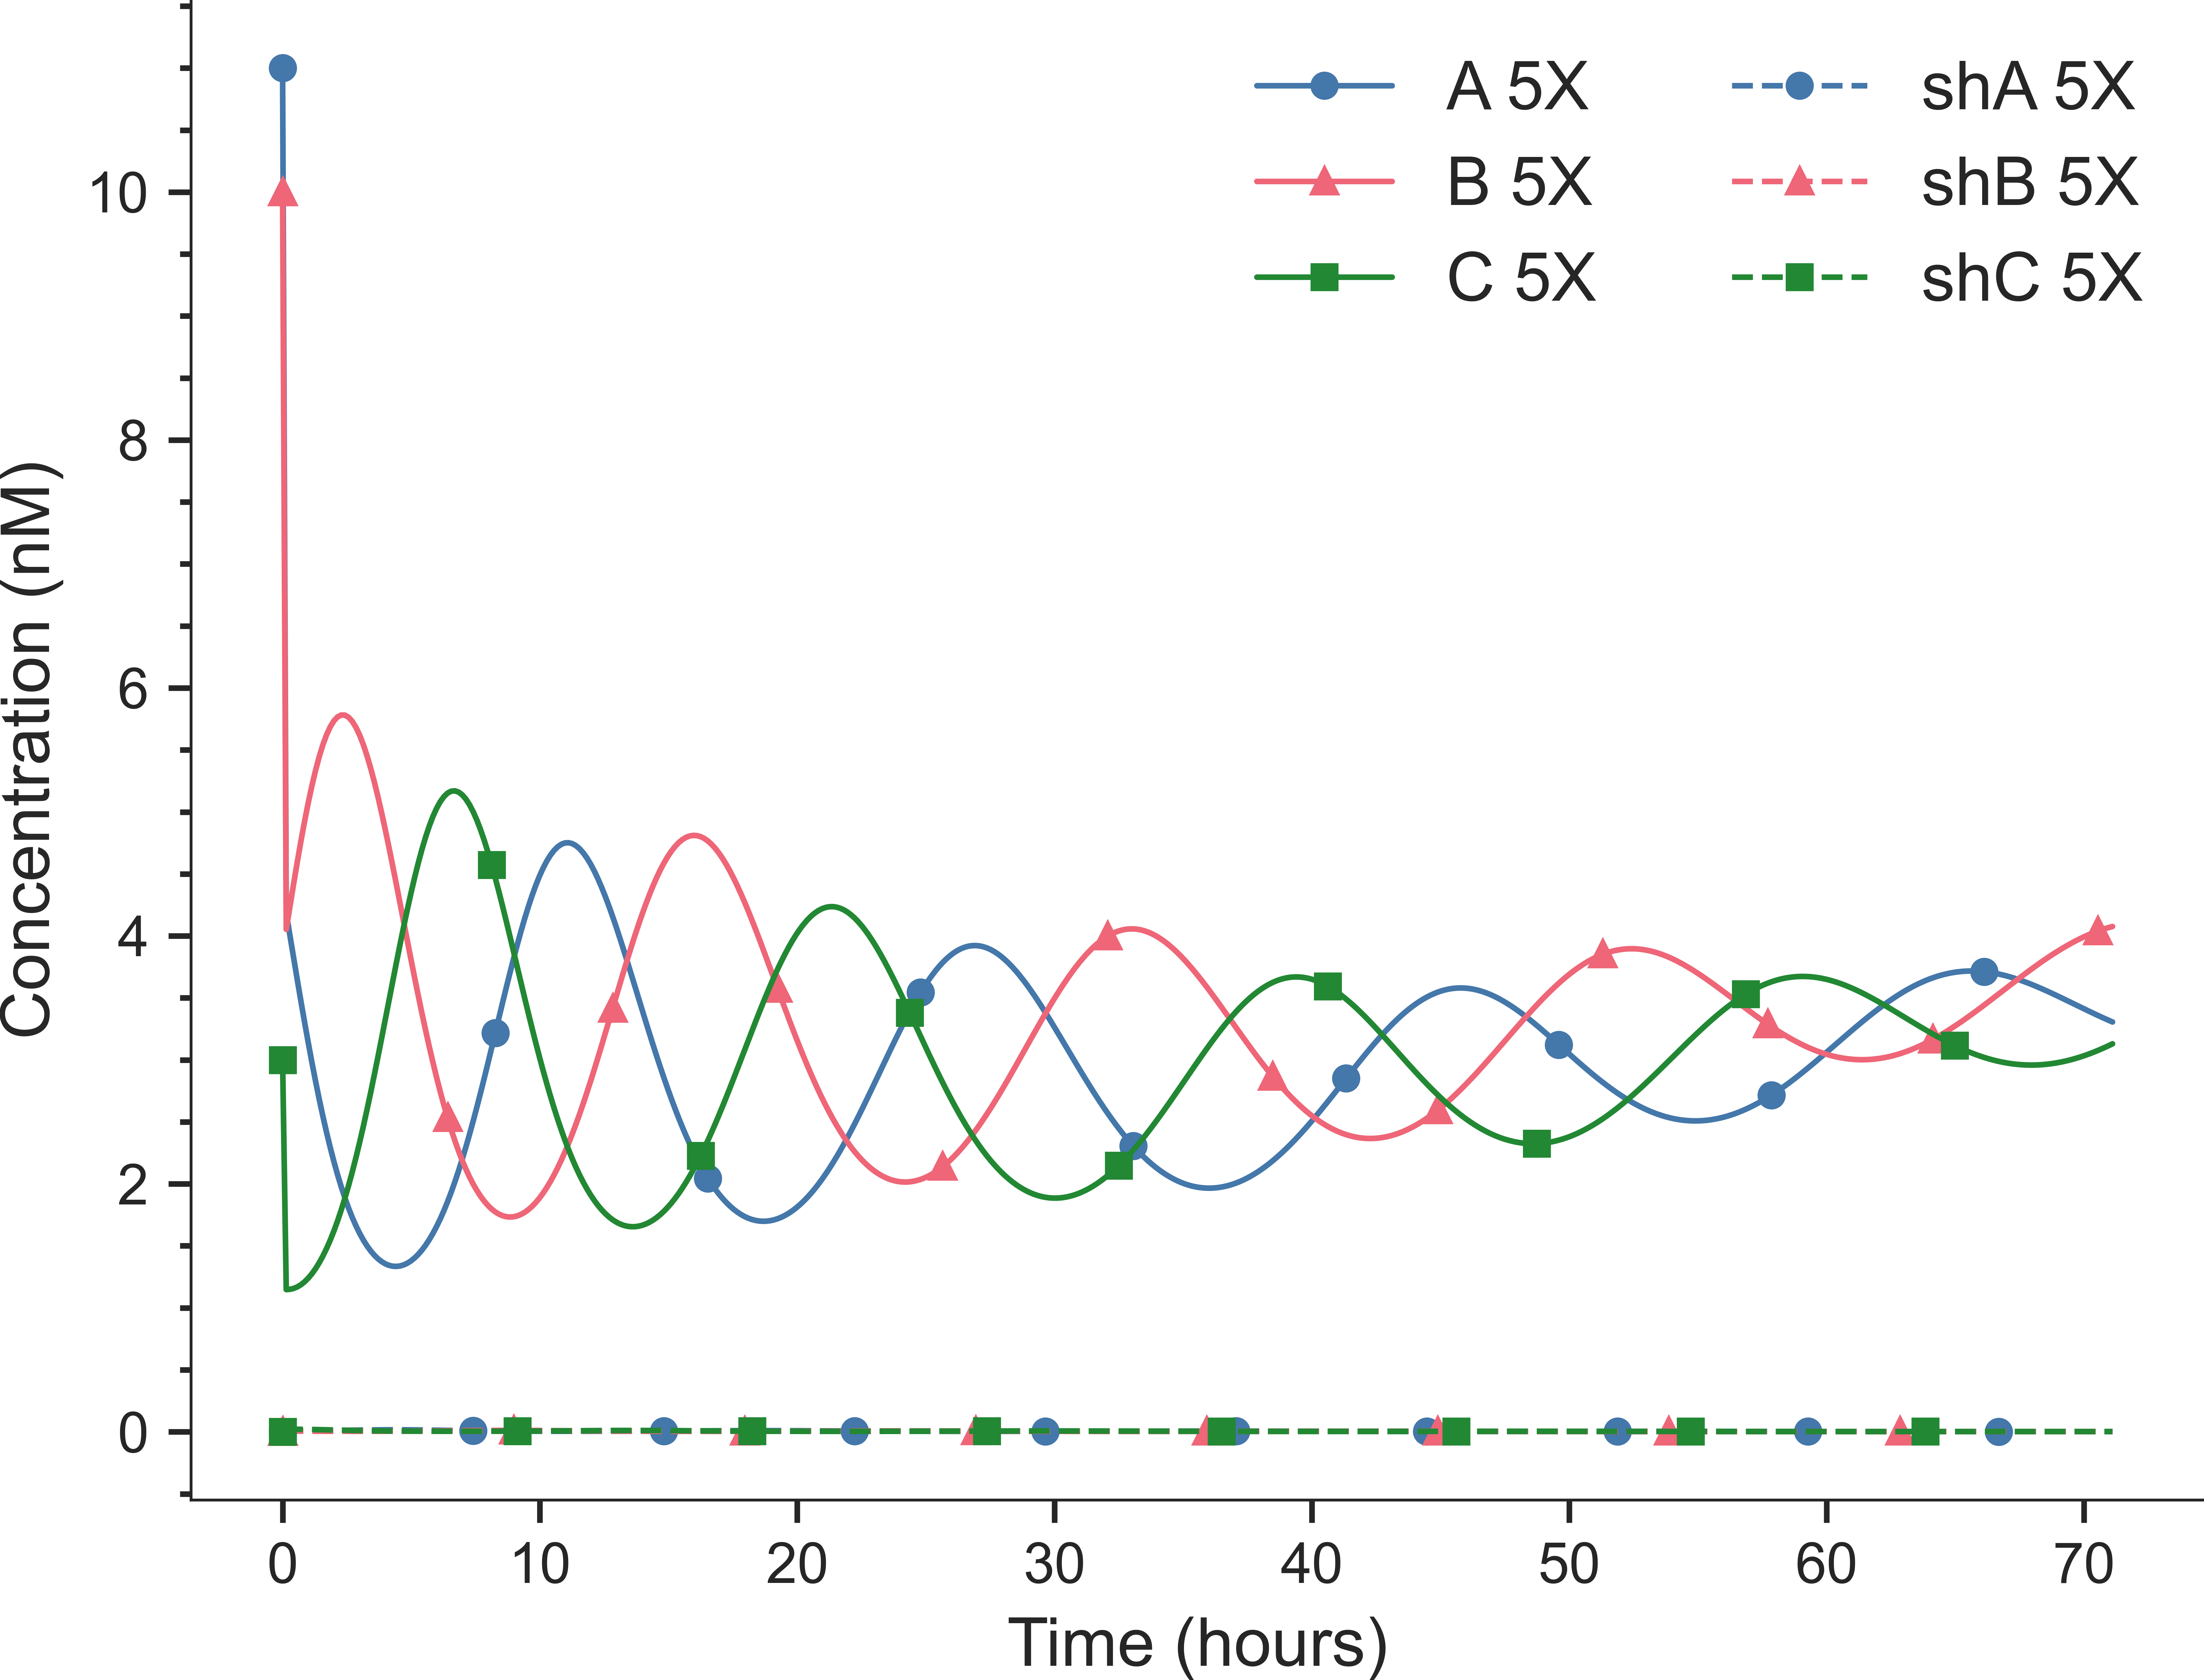 A 5X
B 5X
C 5X
shA 5X
shB 5X
shC 5X
Concentration (nM)
10
8
6
4
2
0
0 10 20 30 40 50 60 70
Time (hours)